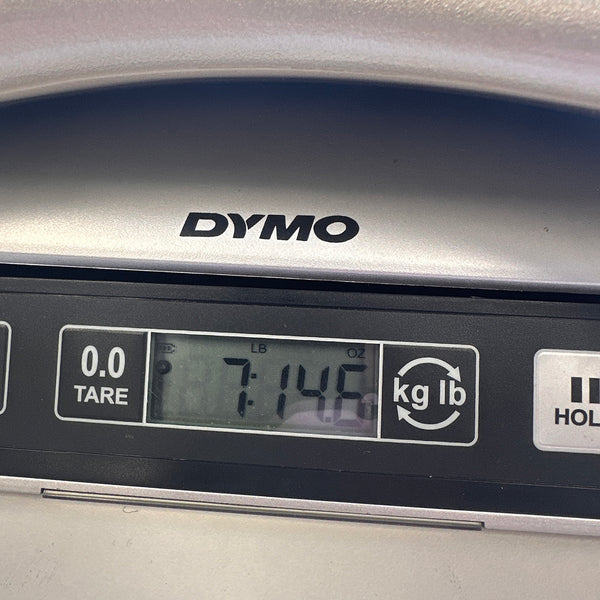 DYMO
0.0
TARE
LB OZ
7:14.6
kg lb
HOL